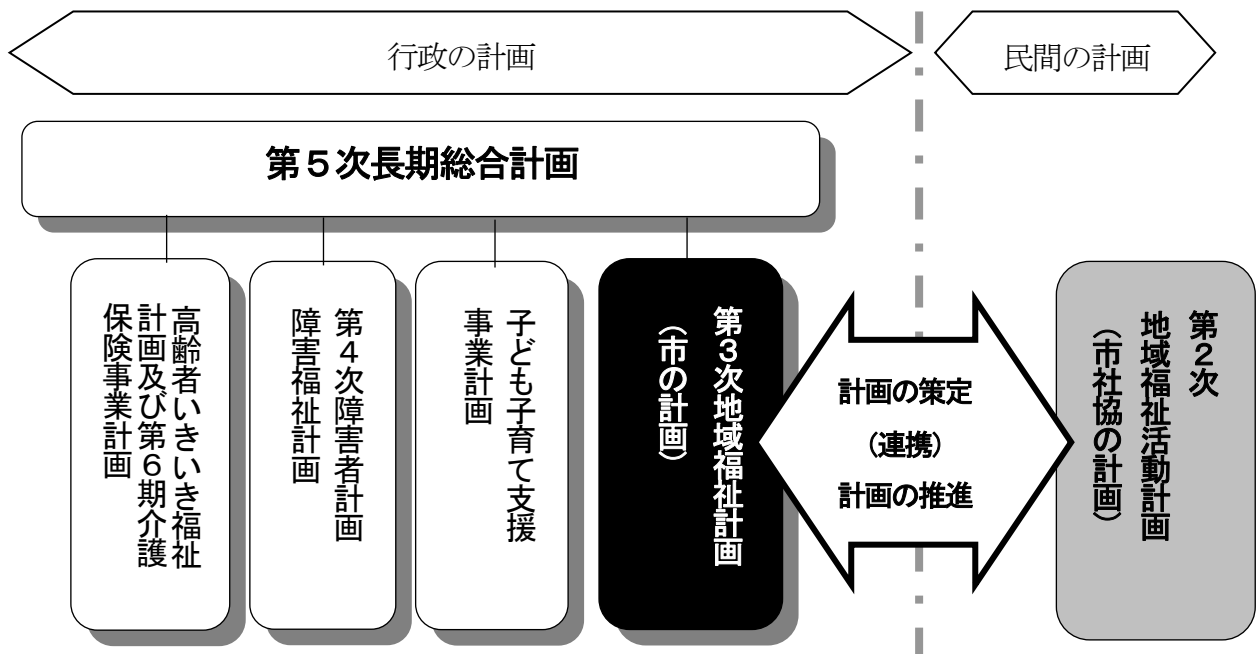 行政の計画
民間の計画
第５次長期総合計画
高齢者いきいき福祉
計画及び第６期介護
保険事業計画
第４次障害者計画
障害福祉計画
子ども子育て支援
事業計画
第３次地域福祉計画
（市の計画）
計画の策定
（連携）
計画の推進
第２次
地域福祉活動計画
（市社協の計画）